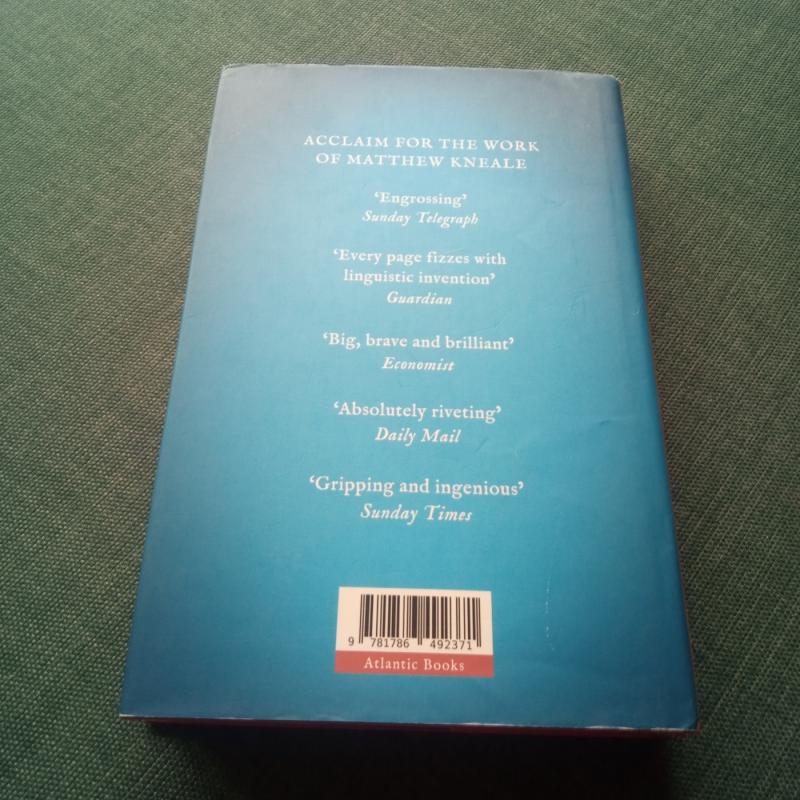 ACCLAIM FOR THE WORK
OF MATTHEW KNEALE
‘Engrossing’
Sunday Telegraph
‘Every page fizzes with
linguistic invention’
Guardian
‘Big, brave and brilliant’
Economist
‘Absolutely riveting’
Daily Mail
‘Gripping and ingenious’
Sunday Times
9 781786 492371
Atlantic Books